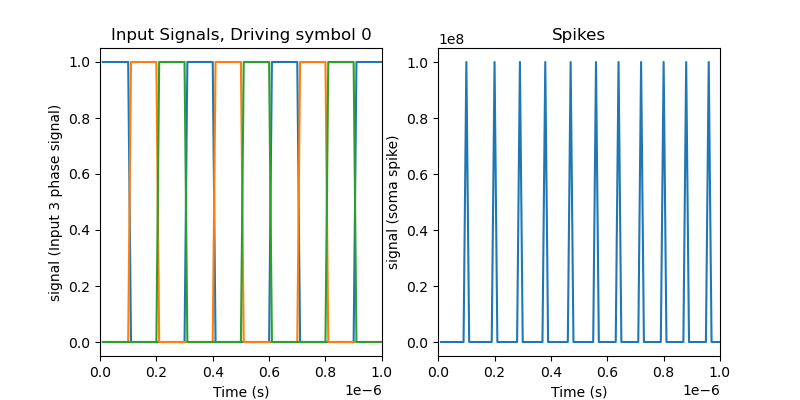 Input Signals, Driving symbol 0
signal (Input 3 phase signal)
1.0
0.8
0.6
0.4
0.2
0.0
0.0 0.2 0.4 0.6 0.8 1.0
1e−6
Time (s)
Spikes
1e8
signal (soma spike)
1.0
0.8
0.6
0.4
0.2
0.0
0.0 0.2 0.4 0.6 0.8 1.0
1e−6
Time (s)